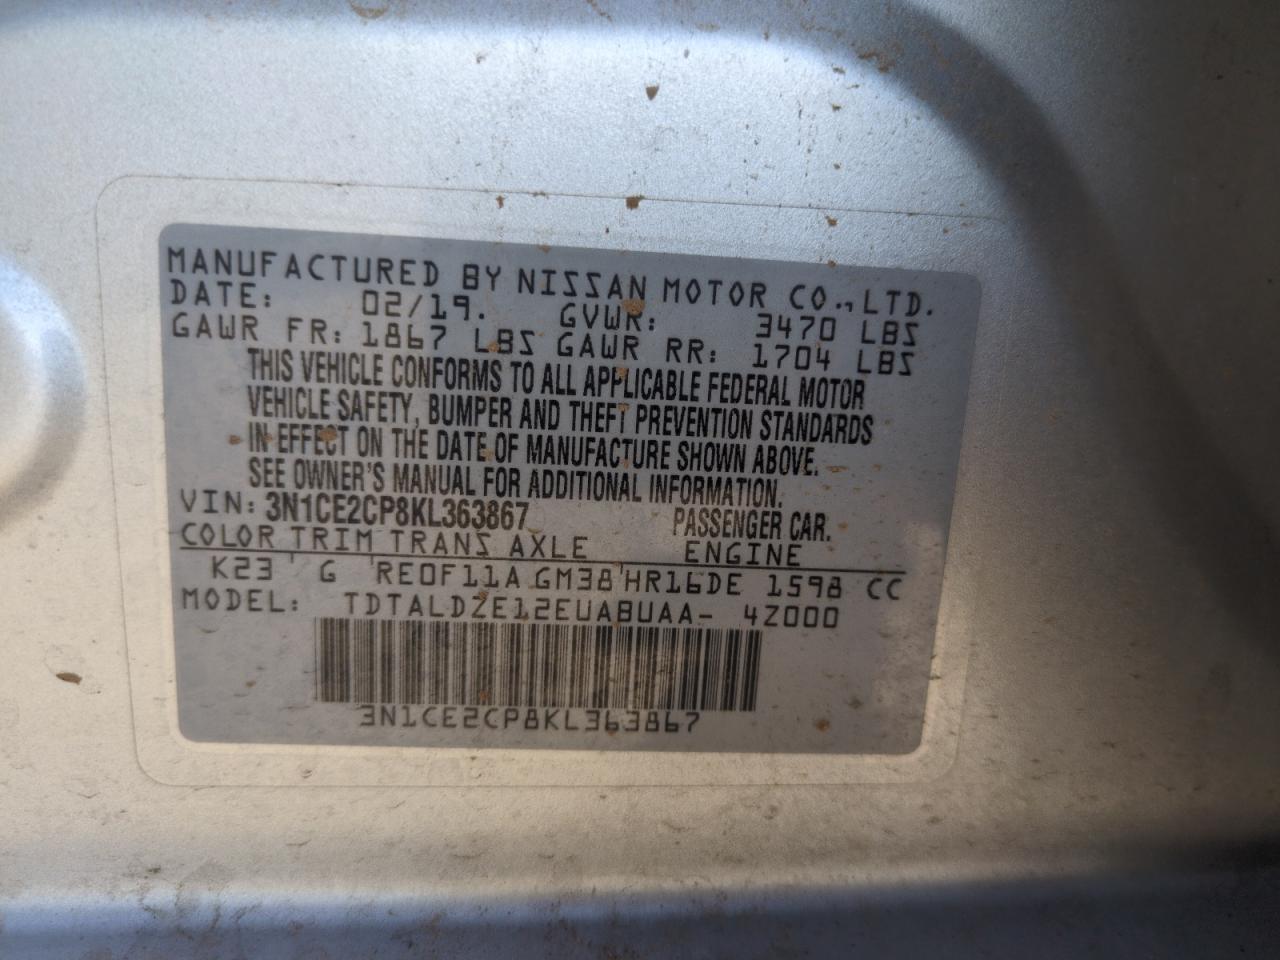 MANUFACTURED BY NISSAN MOTOR CO., LTD.
DATE: 02/19. GVWR: 3470 LBS
GAWR FR: 1867 LBS GAWR RR: 1704 LBS
THIS VEHICLE CONFORMS TO ALL APPLICABLE FEDERAL MOTOR
VEHICLE SAFETY, BUMPER AND THEFT PREVENTION STANDARDS
IN EFFECT ON THE DATE OF MANUFACTURE SHOWN ABOVE.
SEE OWNER'S MANUAL FOR ADDITIONAL INFORMATION.
VIN: 3N1CE2CP8KL363867 PASSENGER CAR.
COLOR TRIM TRANS AXLE ENGINE
K23 ' G ' RE0F11A GM38 ' HR16DE 1598 CC
MODEL: TDTALDZE12EUABUAA- 4Z000
3N1CE2CP8KL363867